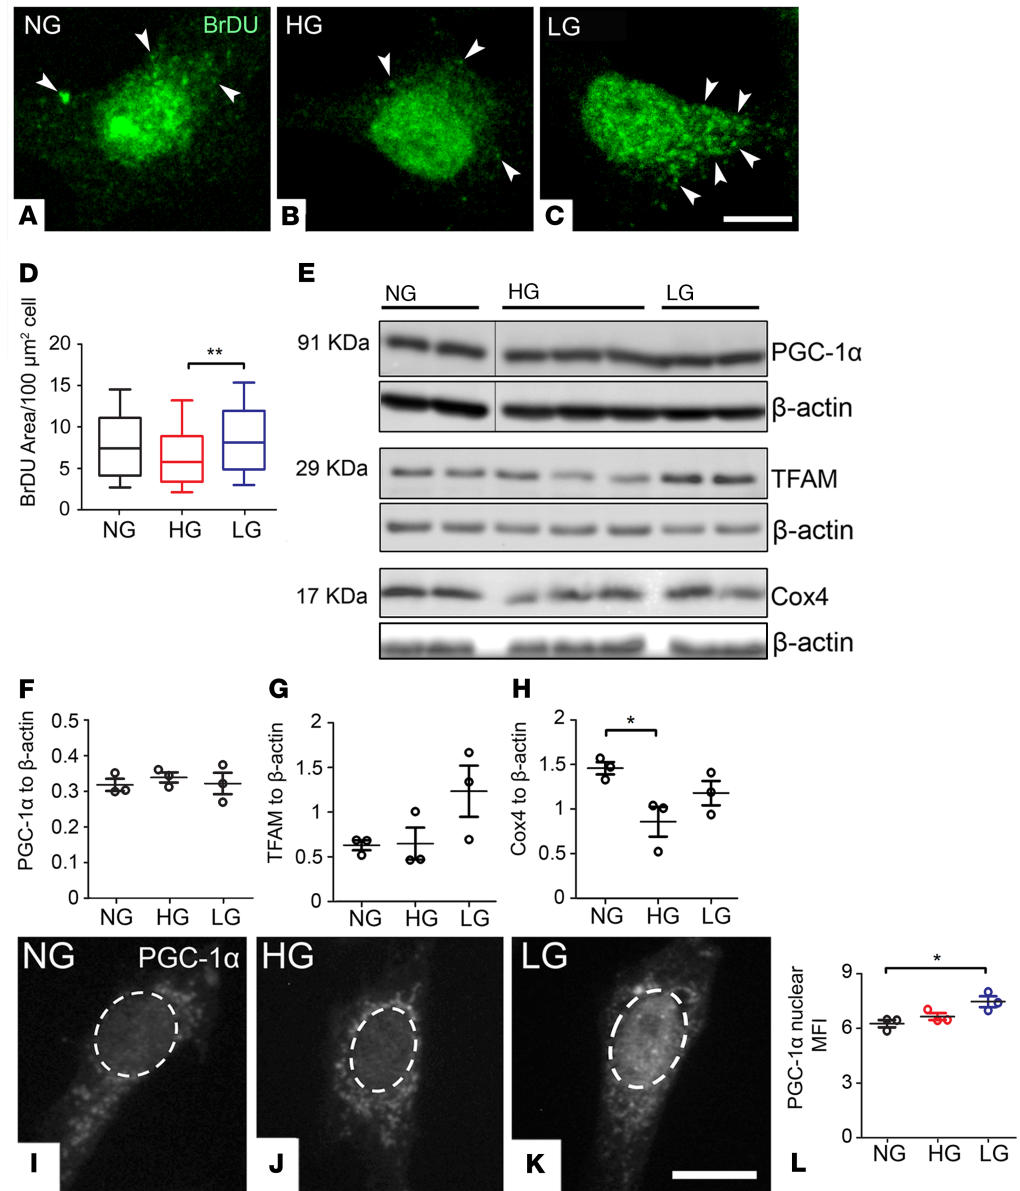 NG BrDU HG LG
A B C
D
BrDU Area/100 µm² cell
20
15
10
5
0
**
NG HG LG
E
NG HG LG
91 KDa PGC-1α
β-actin
29 KDa TFAM
β-actin
17 KDa Cox4
β-actin
F
PGC-1α to β-actin
0.5
0.4
0.3
0.2
0.1
0
NG HG LG
G
TFAM to β-actin
2
1.5
1
0.5
0
NG HG LG
H
Cox4 to β-actin
2
1.5
1
0.5
0
*
NG HG LG
NG PGC-1α HG LG
I J K
L
PGC-1α nuclear
MFI
9
6
3
0
*
NG HG LG